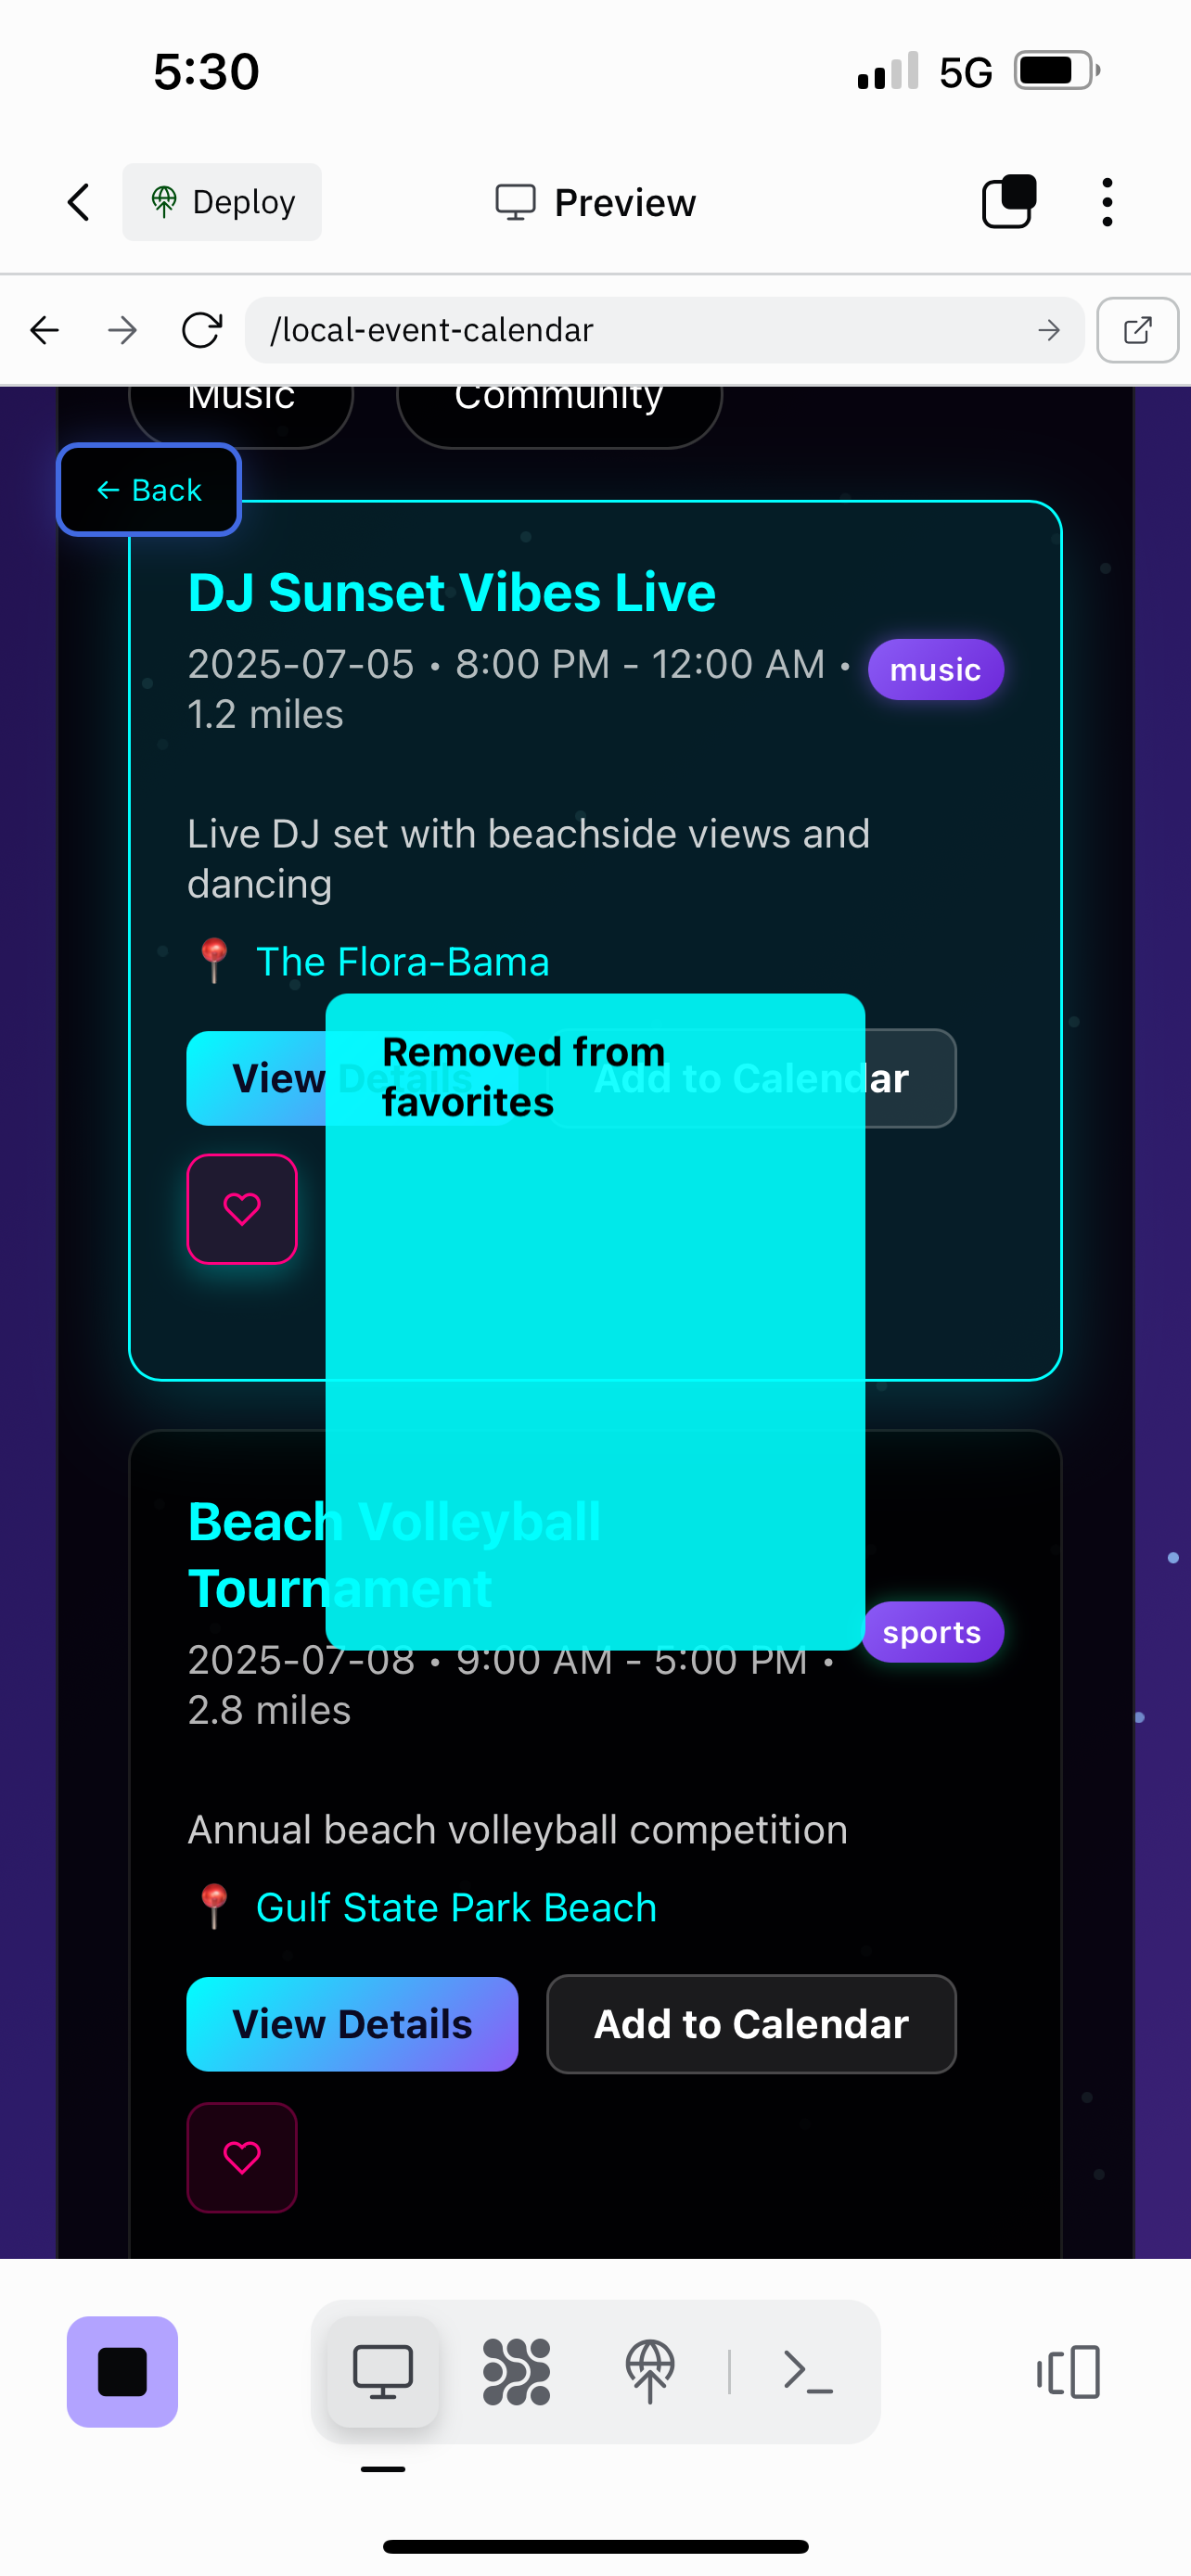 5:30
5G
Deploy
Preview
/local-event-calendar
Music
Community
← Back
DJ Sunset Vibes Live
2025-07-05 • 8:00 PM - 12:00 AM •
1.2 miles
music
Live DJ set with beachside views and
dancing
The Flora-Bama
View Details
Add to Calendar
Removed from
favorites
Beach Volleyball
Tournament
2025-07-08 • 9:00 AM - 5:00 PM •
2.8 miles
sports
Annual beach volleyball competition
Gulf State Park Beach
View Details
Add to Calendar